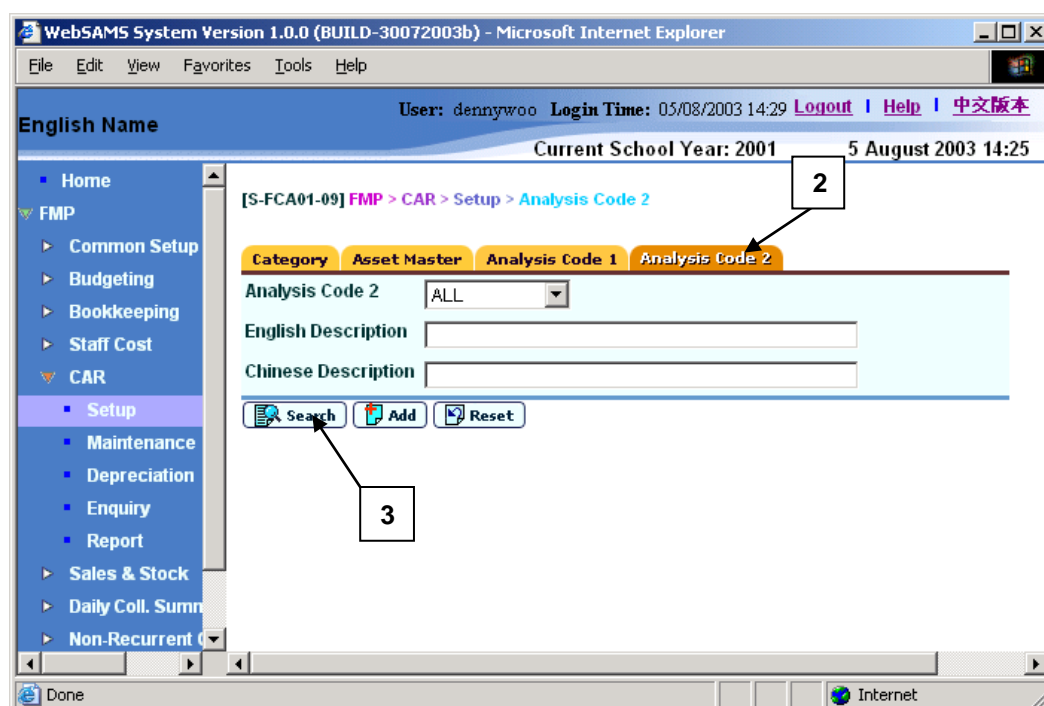 WebSAMS System Version 1.0.0 (BUILD-30072003b) - Microsoft Internet Explorer
File Edit View Favorites Tools Help
User: dennywoo Login Time: 05/08/2003 14:29 Logout | Help | 中文版本
English Name
Current School Year: 2001 5 August 2003 14:25
Home
FMP
Common Setup
Budgeting
Bookkeeping
Staff Cost
CAR
Setup
Maintenance
Depreciation
Enquiry
Report
Sales & Stock
Daily Coll. Summ
Non-Recurrent
2
[S-FCA01-09] FMP > CAR > Setup > Analysis Code 2
Category Asset Master Analysis Code 1 Analysis Code 2
Analysis Code 2 ALL
English Description
Chinese Description
Search Add Reset
3
Done Internet